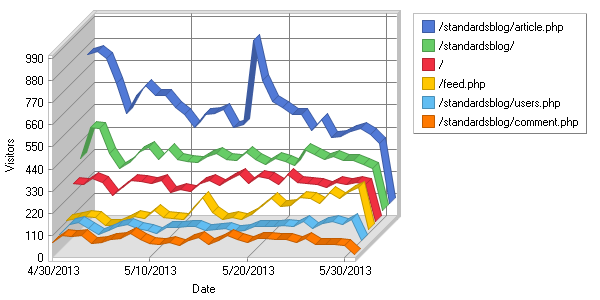 Visitors
990
880
770
660
550
440
330
220
110
0
4/30/2013
5/10/2013
5/20/2013
5/30/2013
Date
/standardsblog/article.php
/standardsblog/
/
/feed.php
/standardsblog/users.php
/standardsblog/comment.php